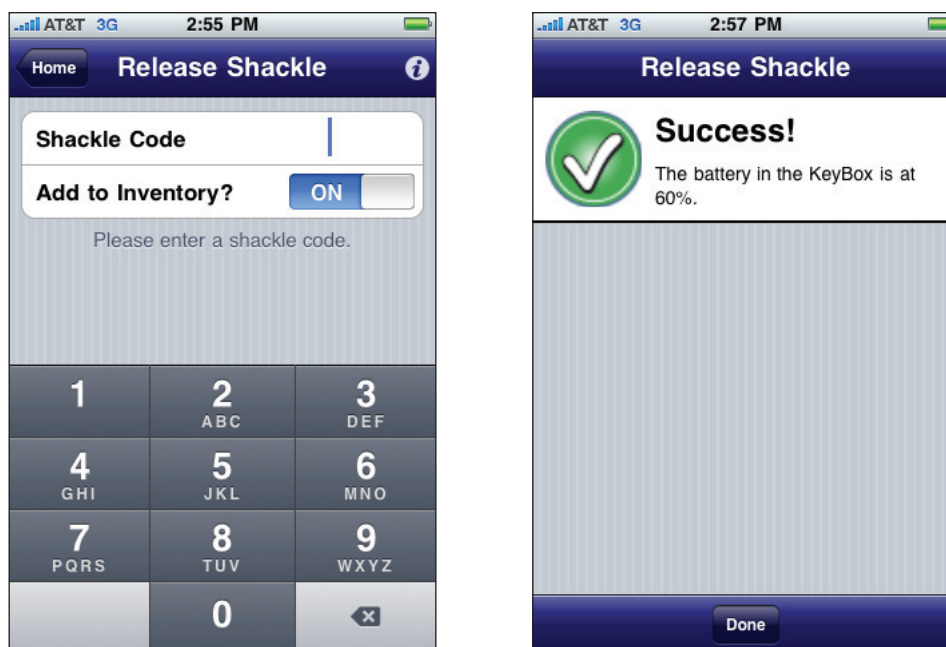 AT&T 3G 2:55 PM
Home Release Shackle i
Shackle Code
Add to Inventory? ON
Please enter a shackle code.
1 2 3
ABC DEF
4 5 6
GHI JKL MNO
7 8 9
PQRS TUV WXYZ
0
AT&T 3G 2:57 PM
Release Shackle
Success!
The battery in the KeyBox is at
60%.
Done